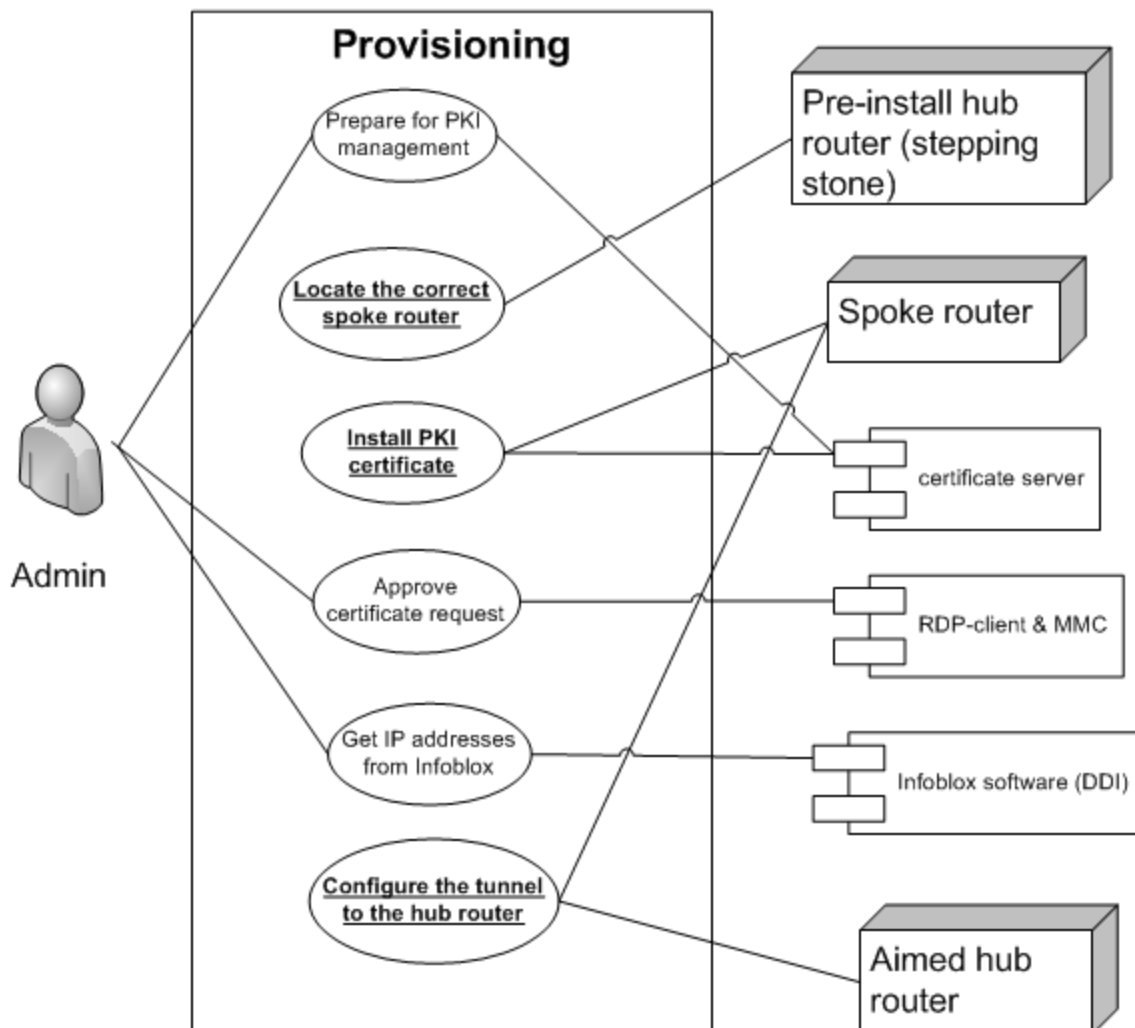 Provisioning
Prepare for PKI
management
Pre-install hub
router (stepping
stone)
Locate the correct
spoke router
Spoke router
Install PKI
certificate
certificate server
Admin
Approve
certificate request
RDP-client & MMC
Get IP addresses
from Infoblox
Infoblox software (DDI)
Configure the tunnel
to the hub router
Aimed hub
router